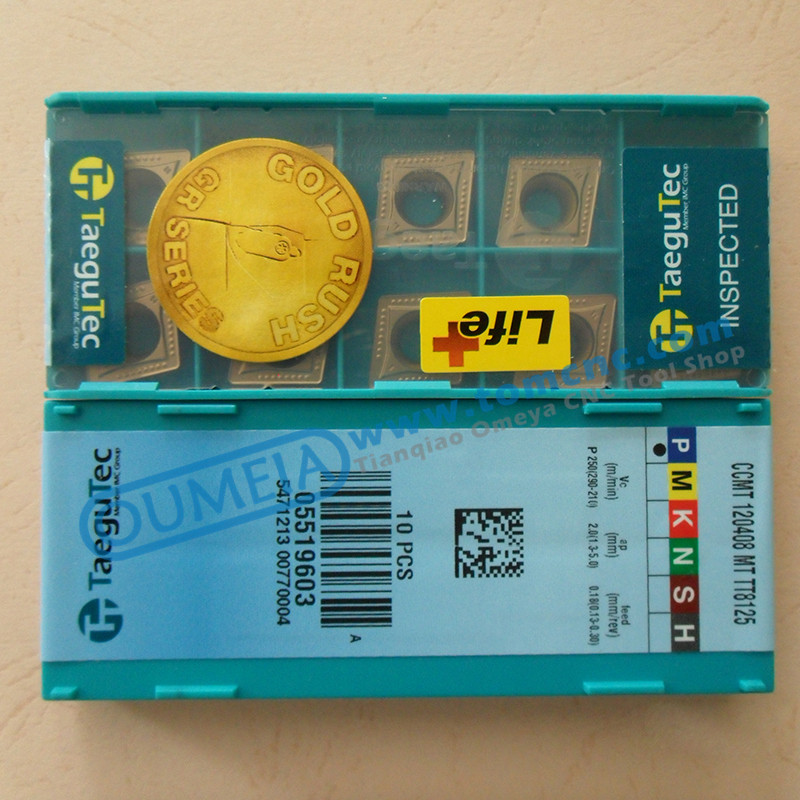 TaeguTec
Member IMC Group
GOLD RUSH
GR SERIES
Life+
TaeguTec
Member IMC Group
INSPECTED
www.tomcnc.com
Tianqiao Omeya CNC Tool Shop
OUMEIA
TaeguTec
Member IMC Group
CCMT 120408 MT TT8125
P M K N S H
Vc
(m/min)
ap
(mm)
feed
(mm/rev)
P 250(290-210)
2.0(1.3-5.0)
0.18(0.13-0.30)
10 PCS
A
05519603
5471213 00770004